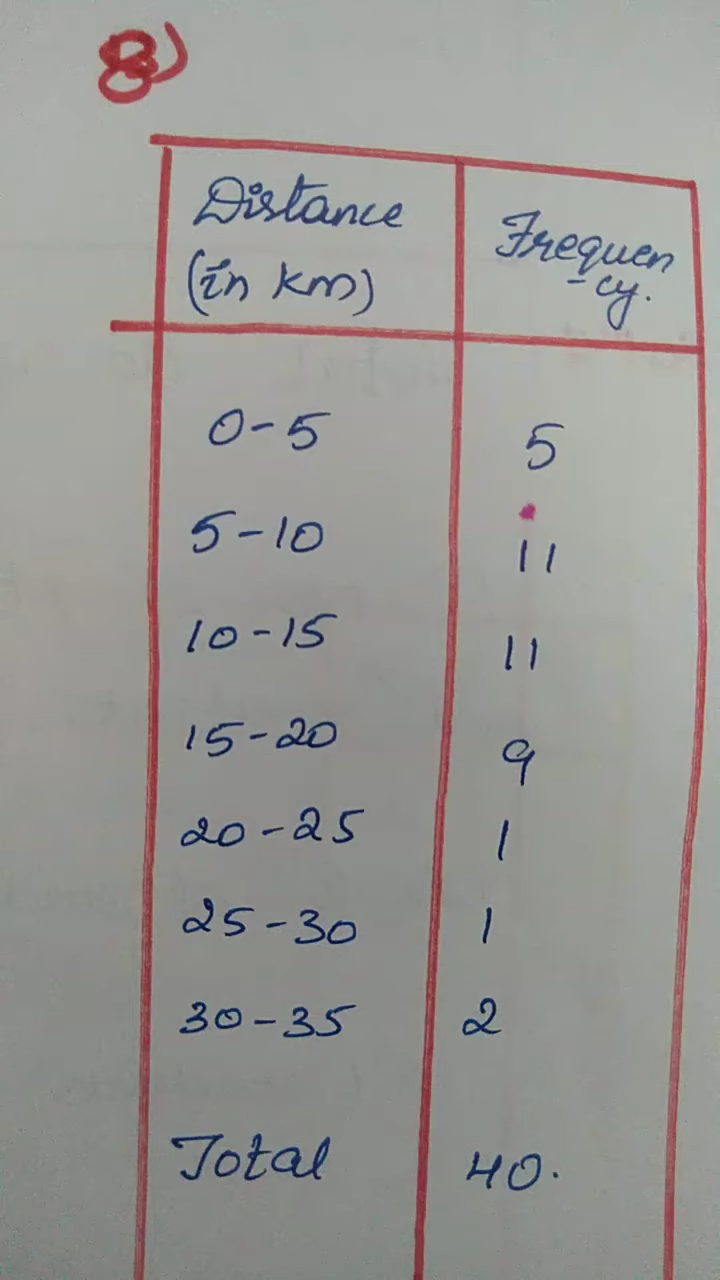 8)
Distance Frequen
(in km) -cy.
0-5 5
5-10 11
10-15 11
15-20 9
20-25 1
25-30 1
30-35 2
Total 40.